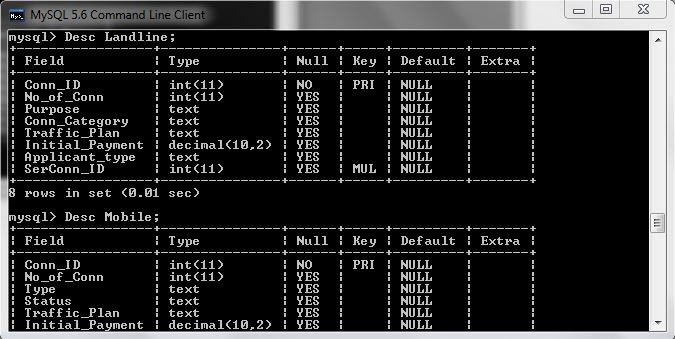 MySQL 5.6 Command Line Client
mysql> Desc Landline;
+-----------------+---------------+------+-----+---------+-------+
| Field           | Type          | Null | Key | Default | Extra |
+-----------------+---------------+------+-----+---------+-------+
| Conn_ID         | int(11)       | NO   | PRI | NULL    |       |
| No_of_Conn      | int(11)       | YES  |     | NULL    |       |
| Purpose         | text          | YES  |     | NULL    |       |
| Conn_Category   | text          | YES  |     | NULL    |       |
| Traffic_Plan    | text          | YES  |     | NULL    |       |
| Initial_Payment | decimal(10,2) | YES  |     | NULL    |       |
| Applicant_type  | text          | YES  |     | NULL    |       |
| SerConn_ID      | int(11)       | YES  | MUL | NULL    |       |
+-----------------+---------------+------+-----+---------+-------+
8 rows in set (0.01 sec)
mysql> Desc Mobile;
+-----------------+---------------+------+-----+---------+-------+
| Field           | Type          | Null | Key | Default | Extra |
+-----------------+---------------+------+-----+---------+-------+
| Conn_ID         | int(11)       | NO   | PRI | NULL    |       |
| No_of_Conn      | int(11)       | YES  |     | NULL    |       |
| Type            | text          | YES  |     | NULL    |       |
| Status          | text          | YES  |     | NULL    |       |
| Traffic_Plan    | text          | YES  |     | NULL    |       |
| Initial_Payment | decimal(10,2) | YES  |     | NULL    |       |